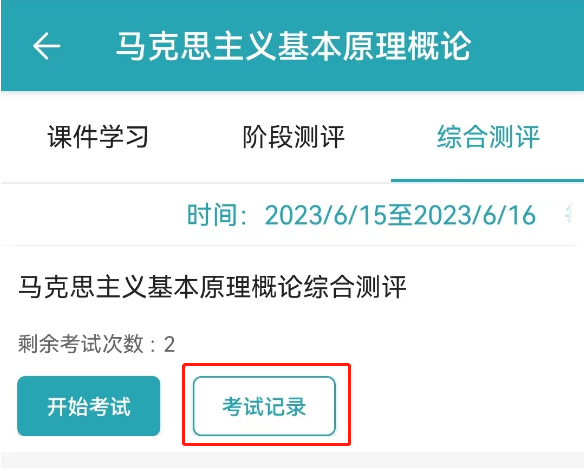 马克思主义基本原理概论
课件学习 阶段测评 综合测评
时间：2023/6/15至2023/6/16
马克思主义基本原理概论综合测评
剩余考试次数：2
开始考试 考试记录